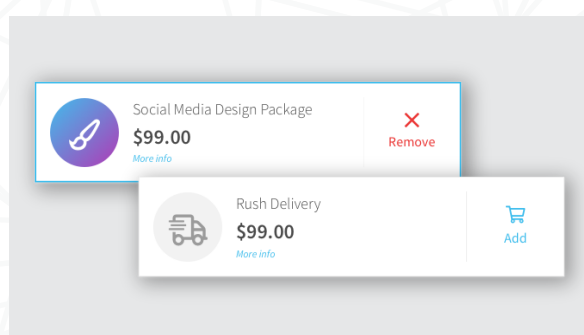 Social Media Design Package
$99.00
More info
Remove
Rush Delivery
$99.00
More info
Add